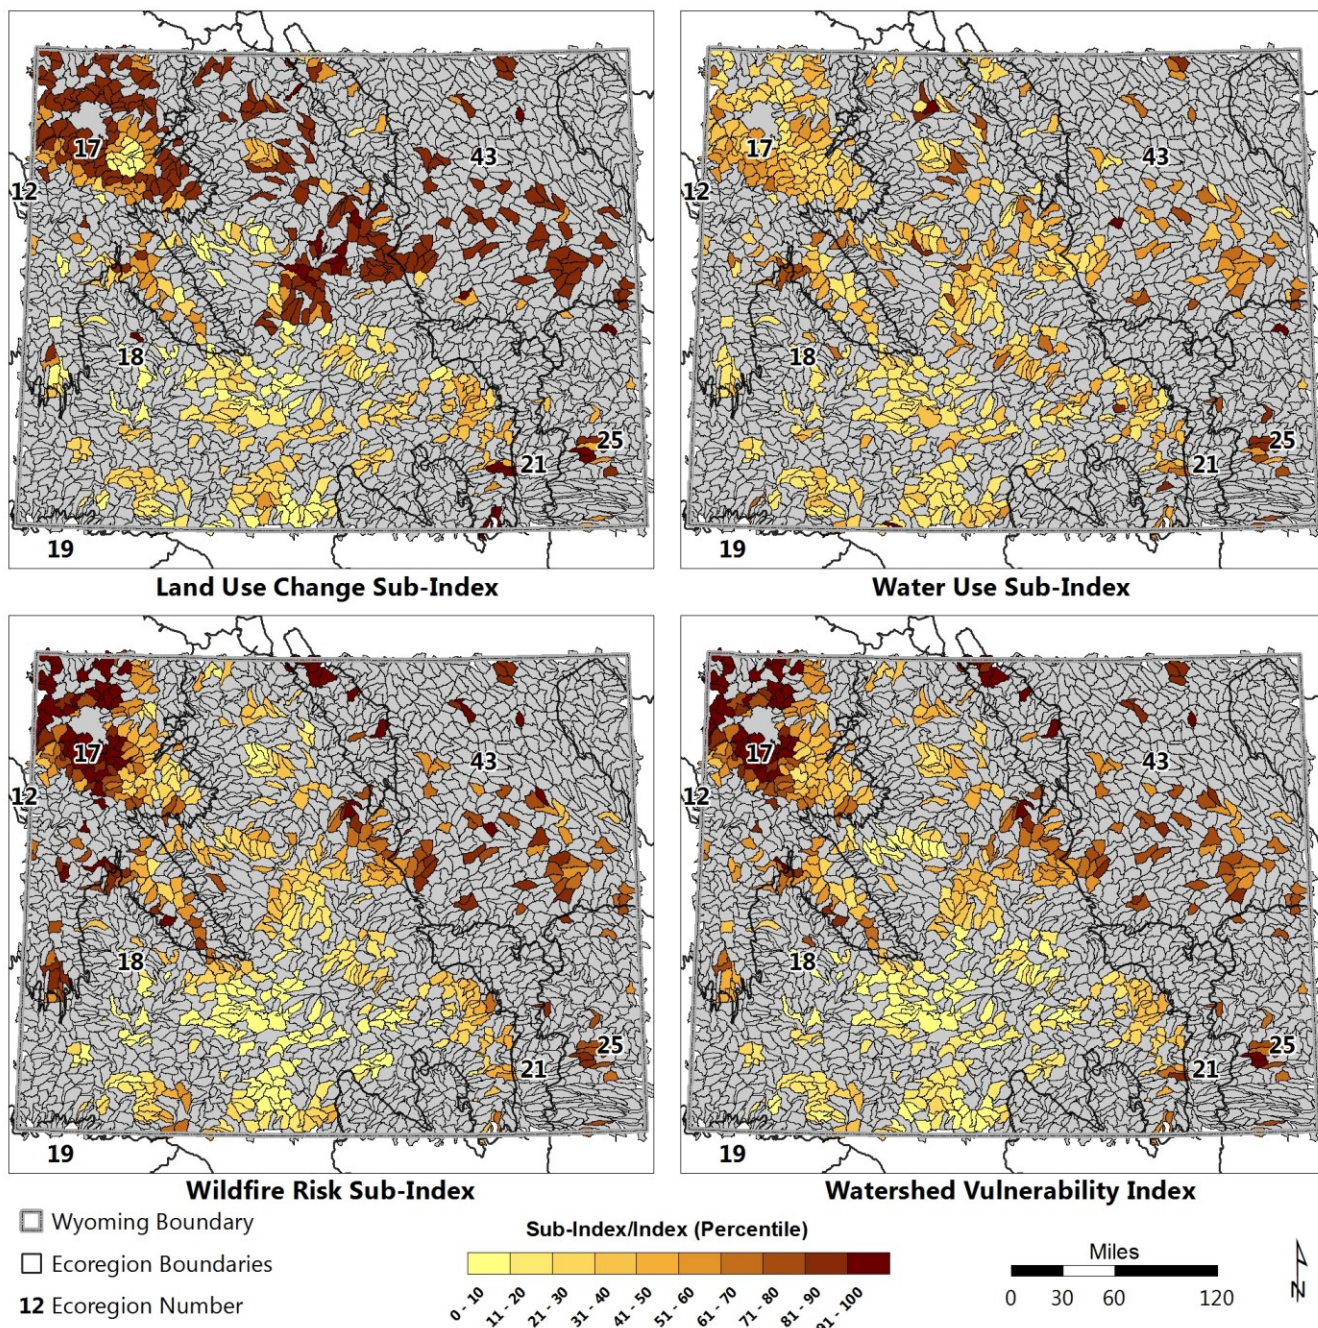 17
43
12
18
25
21
19
Land Use Change Sub-Index
17
43
12
18
25
21
19
Water Use Sub-Index
17
43
12
18
25
21
19
Wildfire Risk Sub-Index
17
43
12
18
25
21
19
Watershed Vulnerability Index
Wyoming Boundary
Ecoregion Boundaries
12 Ecoregion Number
Sub-Index/Index (Percentile)
0 - 10
11 - 20
21 - 30
31 - 40
41 - 50
51 - 60
61 - 70
71 - 80
81 - 90
91 - 100
Miles
0 30 60 120
N